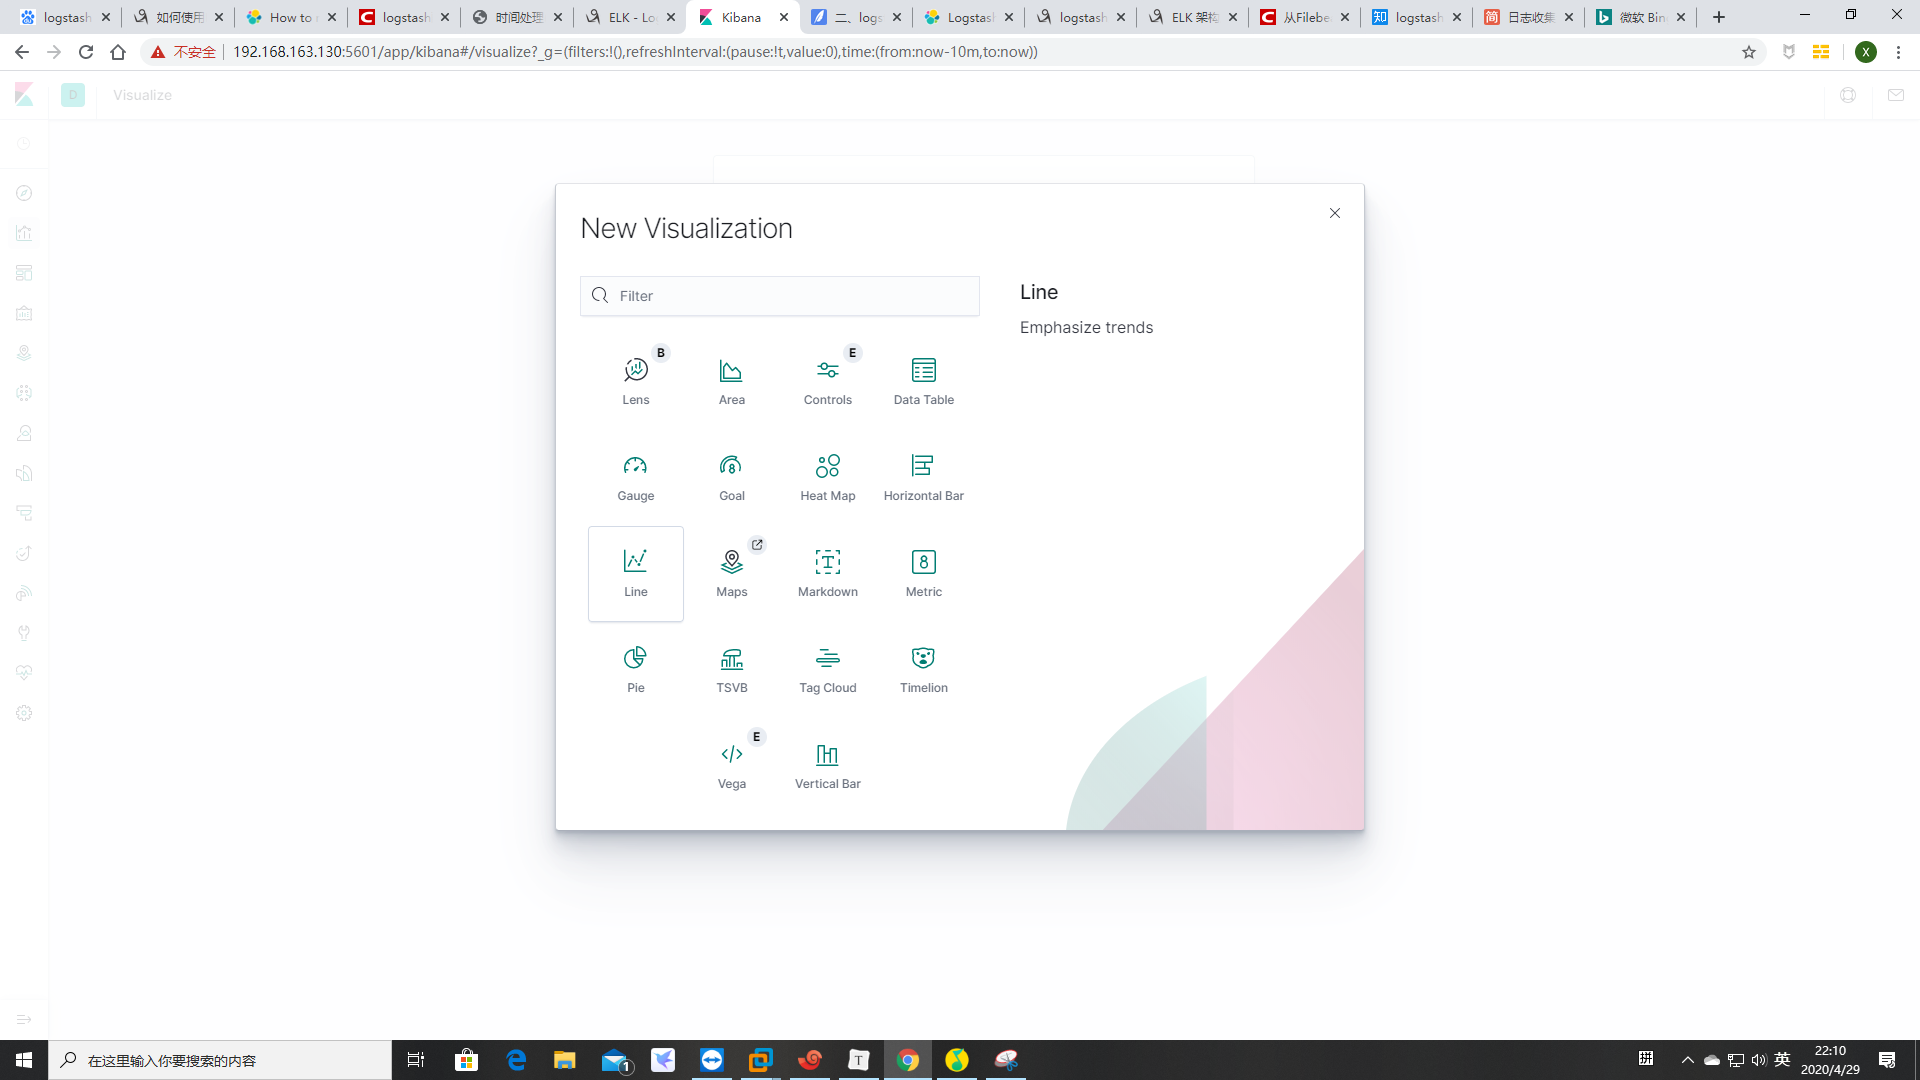 logstash
如何使用
How to
logstash
时间处理
ELK - Lo
Kibana
二、logs
Logstash
logstash
ELK 架构
从Filebe
logstash
日志收集
微软 Bin
不安全
192.168.163.130:5601/app/kibana#/visualize?_g=(filters:!(),refreshInterval:(pause:!t,value:0),time:(from:now-10m,to:now))
X
D
Visualize
New Visualization
Filter
Line
Emphasize trends
B
E
Lens
Area
Controls
Data Table
Gauge
Goal
Heat Map
Horizontal Bar
Line
Maps
Markdown
Metric
Pie
TSVB
Tag Cloud
Timelion
E
Vega
Vertical Bar
在这里输入你要搜索的内容
1
T
拼
英
22:10
2020/4/29